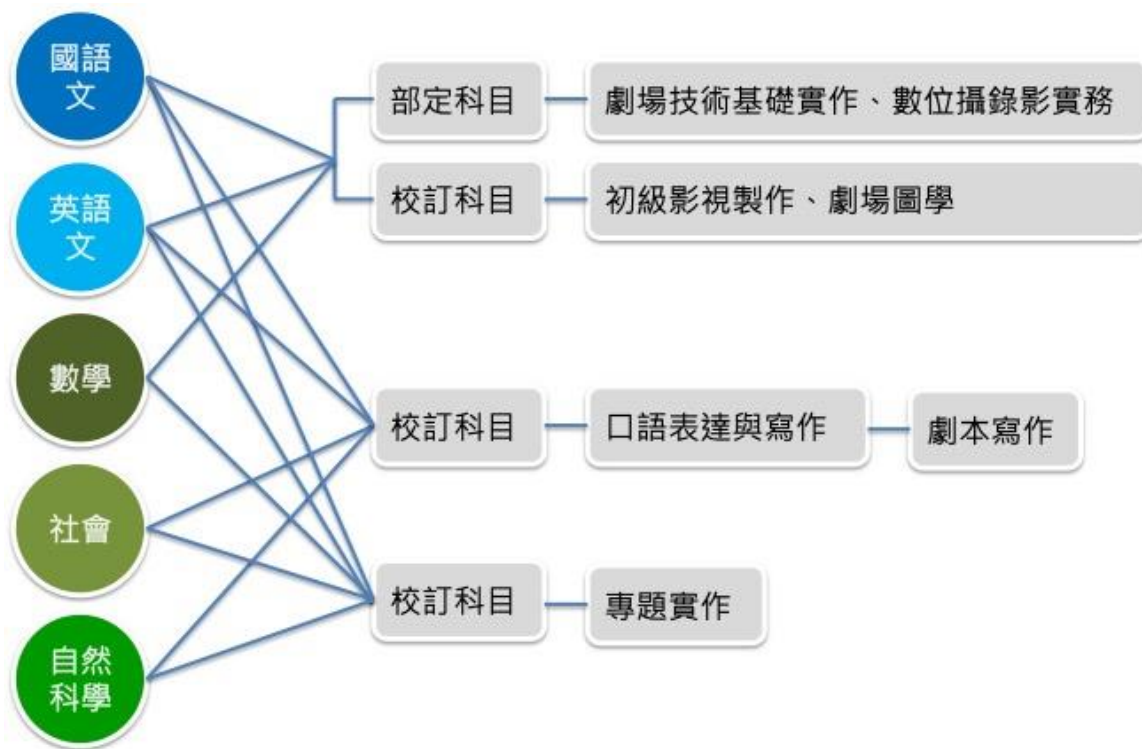 國語
文
英語
文
數學
社會
自然
科學
部定科目
劇場技術基礎實作、數位攝錄影實務
校訂科目
初級影視製作、劇場圖學
校訂科目
口語表達與寫作
劇本寫作
校訂科目
專題實作